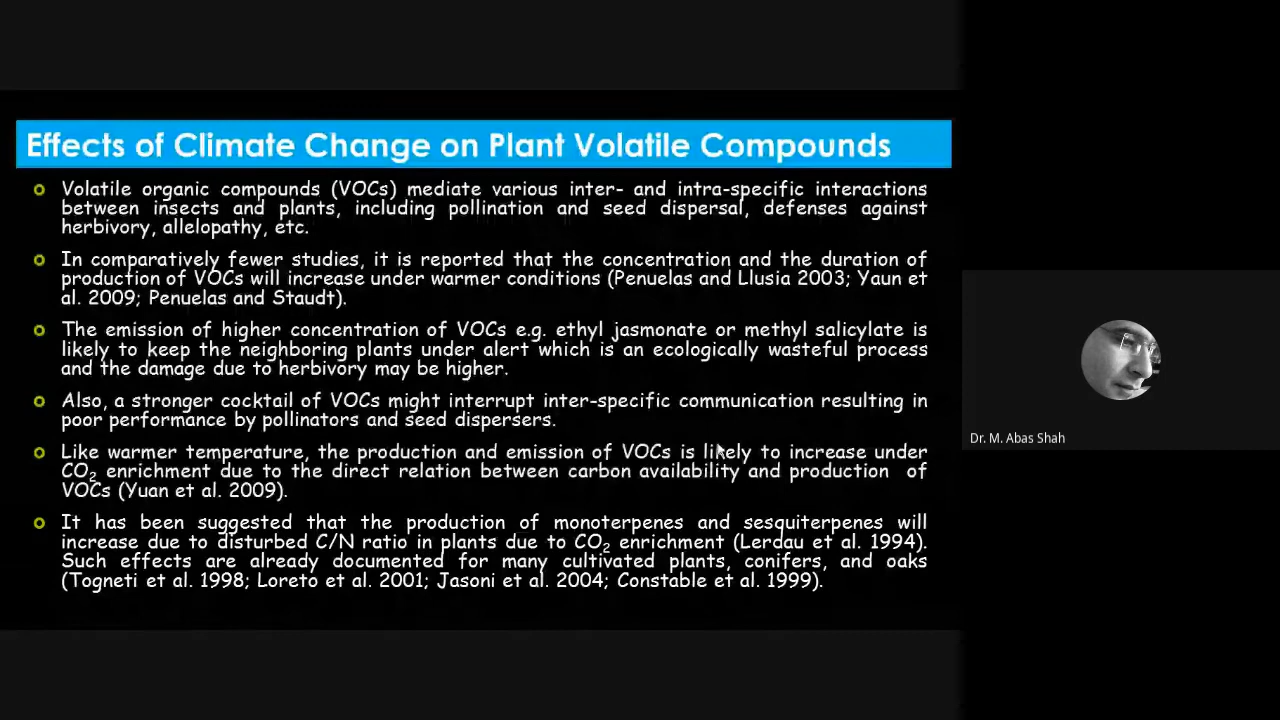 Effects of Climate Change on Plant Volatile Compounds
Volatile organic compounds (VOCs) mediate various inter- and intra-specific interactions
between insects and plants, including pollination and seed dispersal, defenses against
herbivory, allelopathy, etc.
In comparatively fewer studies, it is reported that the concentration and the duration of
production of VOCs will increase under warmer conditions (Penuelas and Llusia 2003; Yaun et
al. 2009; Penuelas and Staudt).
The emission of higher concentration of VOCs e.g. ethyl jasmonate or methyl salicylate is
likely to keep the neighboring plants under alert which is an ecologically wasteful process
and the damage due to herbivory may be higher.
Also, a stronger cocktail of VOCs might interrupt inter-specific communication resulting in
poor performance by pollinators and seed dispersers.
Like warmer temperature, the production and emission of VOCs is likely to increase under
CO2 enrichment due to the direct relation between carbon availability and production of
VOCs (Yuan et al. 2009).
It has been suggested that the production of monoterpenes and sesquiterpenes will
increase due to disturbed C/N ratio in plants due to CO2 enrichment (Lerdau et al. 1994).
Such effects are already documented for many cultivated plants, conifers, and oaks
(Togneti et al. 1998; Loreto et al. 2001; Jasoni et al. 2004; Constable et al. 1999).
Dr. M. Abas Shah